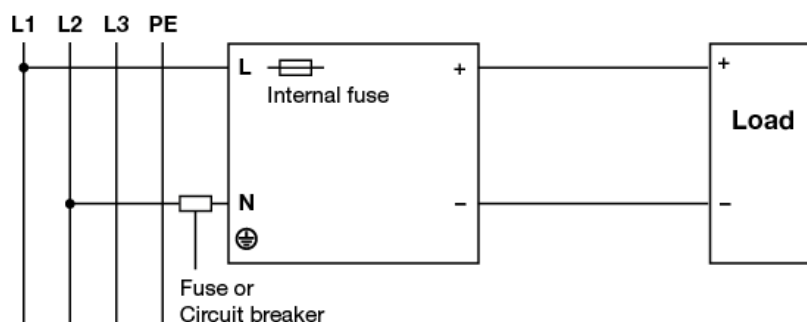 L1 L2 L3 PE
L
+
+
Internal fuse
Load
N
−
−
Fuse or
Circuit breaker